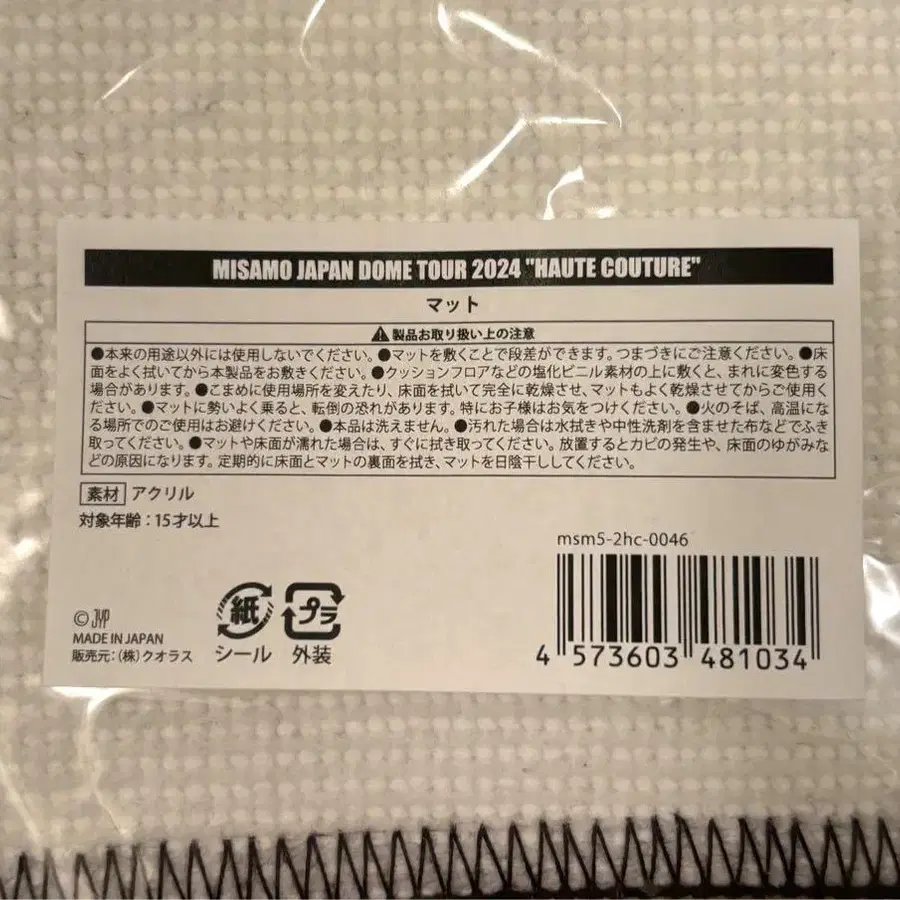 MISAMO JAPAN DOME TOUR 2024 "HAUTE COUTURE"
マット
製品お取り扱い上の注意
●本来の用途以外には使用しないでください。●マットを敷くことで段差ができます。つまづきにご注意ください。●床
面をよく拭いてから本製品をお敷きください。●クッションフロアなどの塩化ビニル素材の上に敷くと、まれに変色する
場合があります。●こまめに使用場所を変えたり、床面を拭いて完全に乾燥させ、マットもよく乾燥させてからご使用く
ださい。●マットに勢いよく乗ると、転倒の恐れがあります。特にお子様はお気をつけください。●火のそば、高温にな
る場所でのご使用はお避けください。●本品は洗えません。●汚れた場合は水拭きや中性洗剤を含ませた布などでふき
取ってください。●マットや床面が濡れた場合は、すぐに拭き取ってください。放置するとカビの発生や、床面のゆがみな
どの原因になります。定期的に床面とマットの裏面を拭き、マットを日陰干ししてください。
素材 アクリル
対象年齢：15才以上
msm5-2hc-0046
© JYP
MADE IN JAPAN
販売元：(株)クオラス
紙
シール
プラ
外装
4 573603 481034